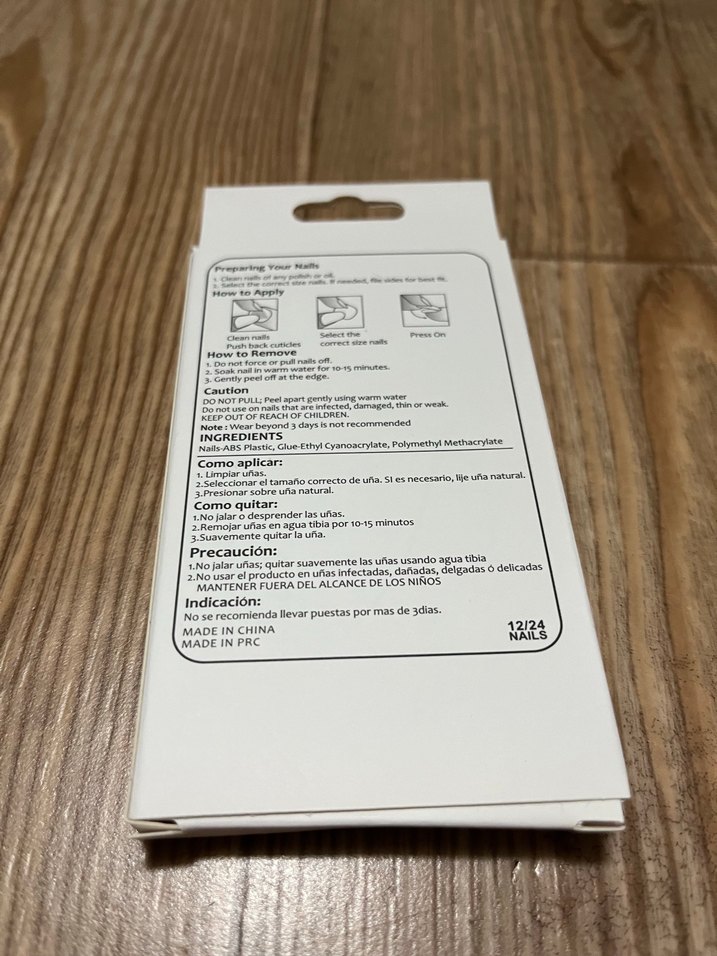 Preparing Your Nails
1. Clean nails of any polish or oil.
2. Select the correct size nails. If needed, file sides for best fit.
How to Apply
Clean nails
Push back cuticles
Select the
correct size nails
Press On
How to Remove
1. Do not force or pull nails off.
2. Soak nail in warm water for 10-15 minutes.
3. Gently peel off at the edge.
Caution
DO NOT PULL; Peel apart gently using warm water
Do not use on nails that are infected, damaged, thin or weak.
KEEP OUT OF REACH OF CHILDREN.
Note : Wear beyond 3 days is not recommended
INGREDIENTS
Nails-ABS Plastic, Glue-Ethyl Cyanoacrylate, Polymethyl Methacrylate
Como aplicar:
1. Limpiar uñas.
2.Seleccionar el tamaño correcto de uña. SI es necesario, lije uña natural.
3.Presionar sobre uña natural.
Como quitar:
1.No jalar o desprender las uñas.
2.Remojar uñas en agua tibia por 10-15 minutos
3.Suavemente quitar la uña.
Precaución:
1.No jalar uñas; quitar suavemente las uñas usando agua tibia
2.No usar el producto en uñas infectadas, dañadas, delgadas ó delicadas
MANTENER FUERA DEL ALCANCE DE LOS NIÑOS
Indicación:
No se recomienda llevar puestas por mas de 3dias.
MADE IN CHINA
MADE IN PRC
12/24
NAILS